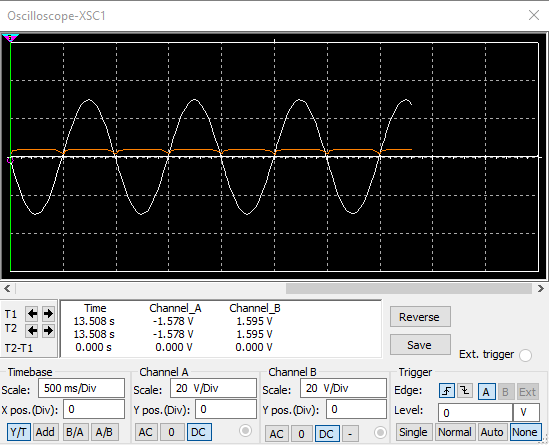 Oscilloscope-XSC1
T1
T2
T2-T1
Time Channel_A Channel_B
13.508 s -1.578 V 1.595 V
13.508 s -1.578 V 1.595 V
0.000 s 0.000 V 0.000 V
Reverse
Save
Ext. trigger
Timebase
Scale: 500 ms/Div
X pos.(Div): 0
Y/T Add B/A A/B
Channel A
Scale: 20 V/Div
Y pos.(Div): 0
AC 0 DC
Channel B
Scale: 20 V/Div
Y pos.(Div): 0
AC 0 DC -
Trigger
Edge: A B Ext
Level: 0 V
Single Normal Auto None